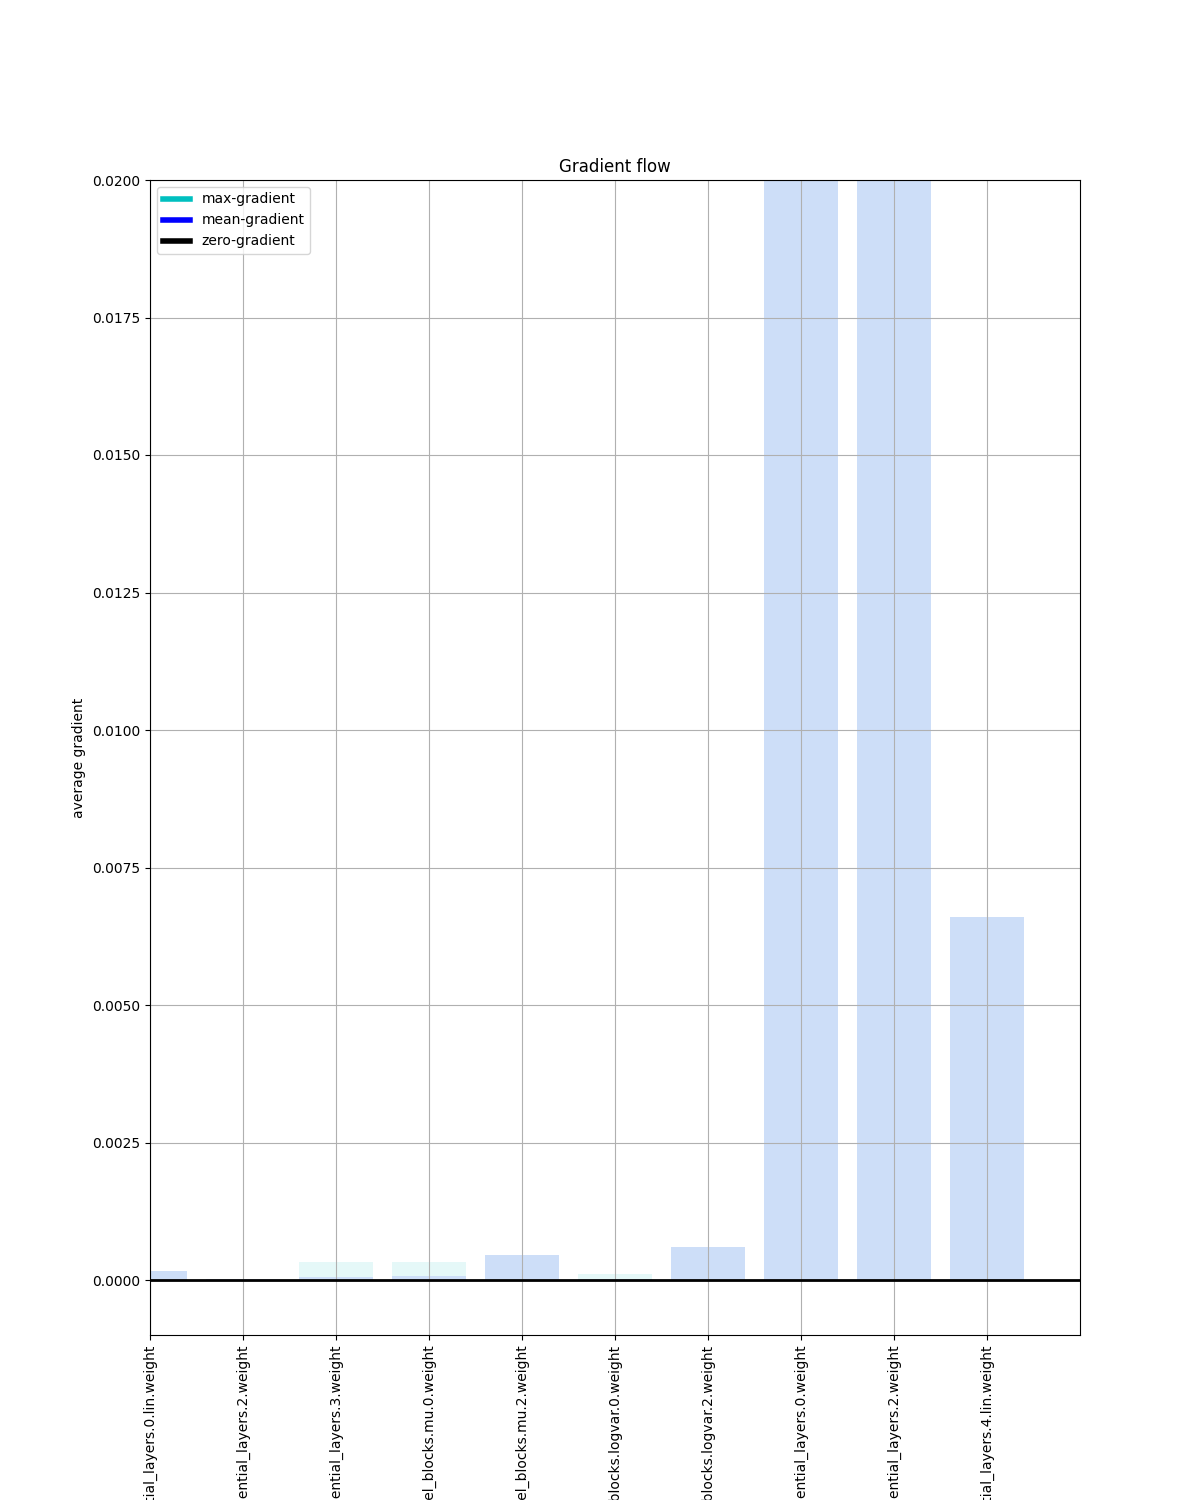 Gradient flow
max-gradient
mean-gradient
zero-gradient
0.0200
0.0175
0.0150
0.0125
0.0100
0.0075
0.0050
0.0025
0.0000
average gradient
tial_layers.0.lin.weight
ential_layers.2.weight
ential_layers.3.weight
el_blocks.mu.0.weight
el_blocks.mu.2.weight
blocks.logvar.0.weight
blocks.logvar.2.weight
ential_layers.0.weight
ential_layers.2.weight
tial_layers.4.lin.weight